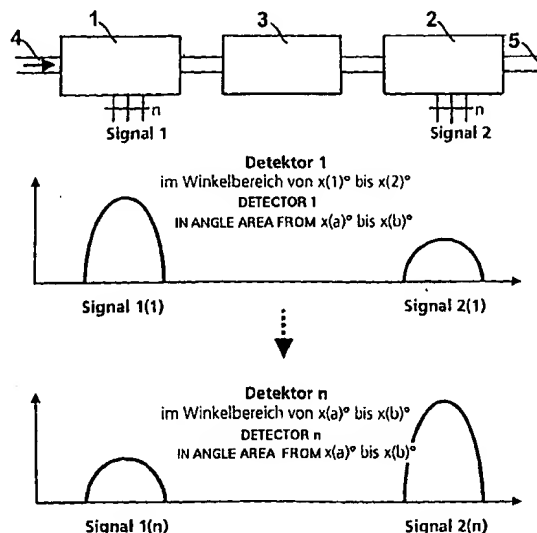 4 1 3 2 5
n n
Signal 1 Signal 2
Detektor 1
im Winkelbereich von x(1)° bis x(2)°
DETECTOR 1
IN ANGLE AREA FROM x(a)° bis x(b)°
Signal 1(1) Signal 2(1)
Detektor n
im Winkelbereich von x(a)° bis x(b)°
DETECTOR n
IN ANGLE AREA FROM x(a)° bis x(b)°
Signal 1(n) Signal 2(n)